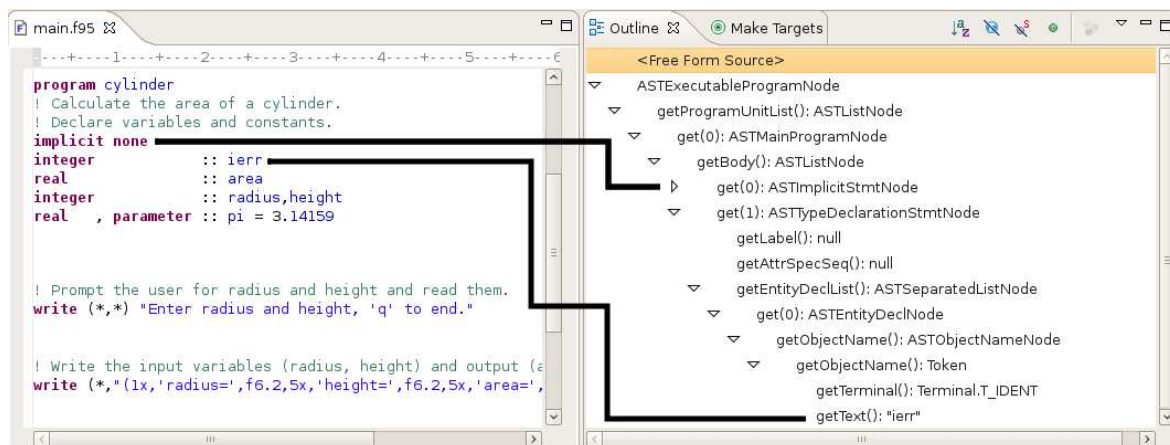 main.f95
---+----1----+----2----+----3----+----4----+----5----+----6
program cylinder
! Calculate the area of a cylinder.
! Declare variables and constants.
implicit none
integer :: ierr
real :: area
integer :: radius,height
real , parameter :: pi = 3.14159
! Prompt the user for radius and height and read them.
write (*,*) "Enter radius and height, 'q' to end."
! Write the input variables (radius, height) and output (a
write (*,"(1x,'radius=',f6.2,5x,'height=',f6.2,5x,'area=',
Outline Make Targets
<Free Form Source>
ASTExecutableProgramNode
getProgramUnitList(): ASTListNode
get(0): ASTMainProgramNode
getBody(): ASTListNode
get(0): ASTImplicitStmtNode
get(1): ASTTypeDeclarationStmtNode
getLabel(): null
getAttrSpecSeq(): null
getEntityDeclList(): ASTSeparatedListNode
get(0): ASTEntityDeclNode
getObjectName(): ASTObjectNameNode
getObjectName(): Token
getTerminal(): Terminal.T_IDENT
getText(): "ierr"